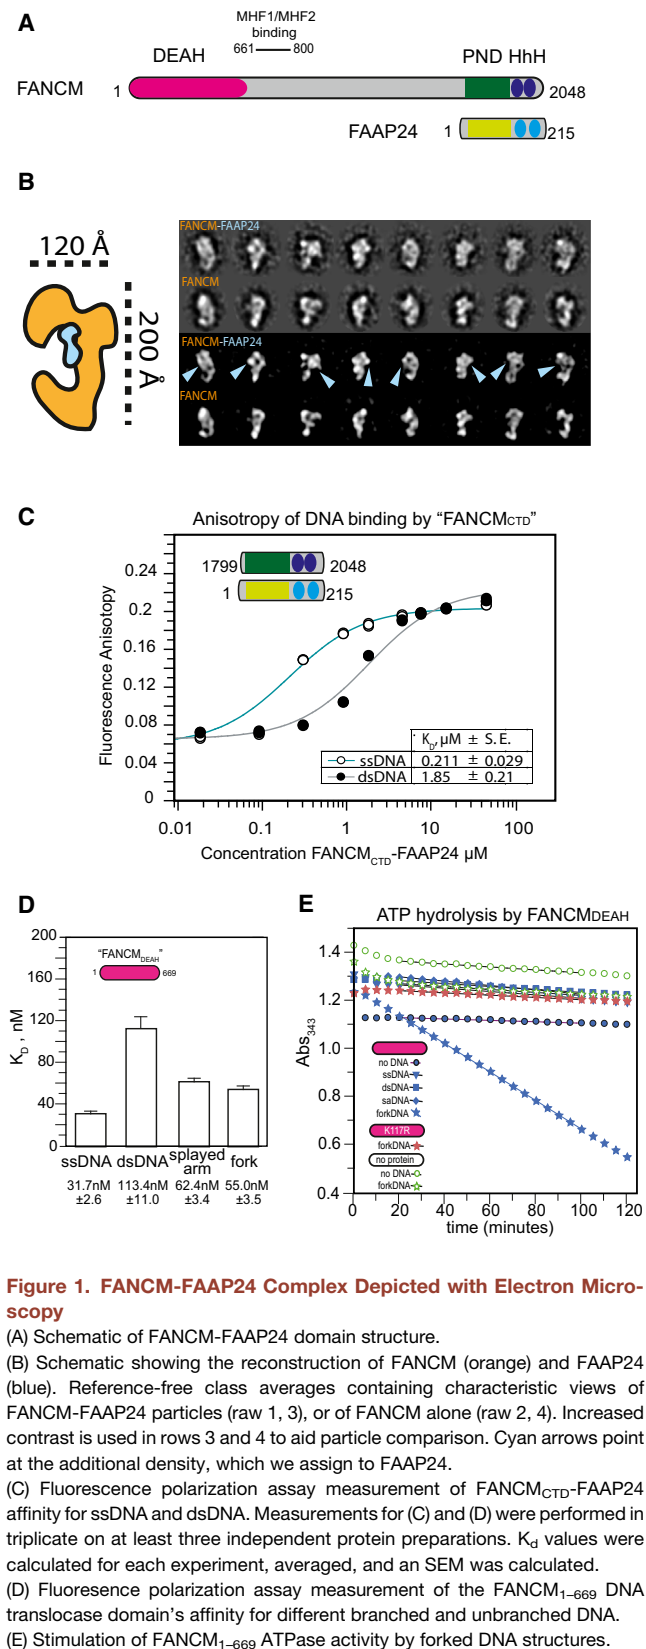 A
MHF1/MHF2
binding
661 800
DEAH
PND HhH
FANCM 1 2048
FAAP24 1 215
B
120 Å
200 Å
FANCM-FAAP24
FANCM
FANCM-FAAP24
FANCM
C
Anisotropy of DNA binding by “FANCMCTD”
1799 2048
1 215
Fluorescence Anisotopy
0.24
0.2
0.16
0.12
0.08
0.04
0
KD, µM ± S.E.
ssDNA 0.211 ± 0.029
dsDNA 1.85 ± 0.21
0.01 0.1 1 10 100
Concentration FANCMCTD-FAAP24 µM
D
“FANCMDEAH”
1 669
KD , nM
200
160
120
80
40
0
ssDNA dsDNA splayed arm fork
31.7nM 113.4nM 62.4nM 55.0nM
±2.6 ±11.0 ±3.4 ±3.5
E
ATP hydrolysis by FANCMDEAH
Abs343
1.4
1.2
1.0
0.8
0.6
0.4
no DNA
ssDNA
dsDNA
saDNA
forkDNA
K117R
forkDNA
no protein
no DNA
forkDNA
0 20 40 60 80 100 120
time (minutes)
Figure 1. FANCM-FAAP24 Complex Depicted with Electron Micro-
scopy
(A) Schematic of FANCM-FAAP24 domain structure.
(B) Schematic showing the reconstruction of FANCM (orange) and FAAP24
(blue). Reference-free class averages containing characteristic views of
FANCM-FAAP24 particles (raw 1, 3), or of FANCM alone (raw 2, 4). Increased
contrast is used in rows 3 and 4 to aid particle comparison. Cyan arrows point
at the additional density, which we assign to FAAP24.
(C) Fluorescence polarization assay measurement of FANCMCTD-FAAP24
affinity for ssDNA and dsDNA. Measurements for (C) and (D) were performed in
triplicate on at least three independent protein preparations. Kd values were
calculated for each experiment, averaged, and an SEM was calculated.
(D) Fluoresence polarization assay measurement of the FANCM1–669 DNA
translocase domain’s affinity for different branched and unbranched DNA.
(E) Stimulation of FANCM1–669 ATPase activity by forked DNA structures.